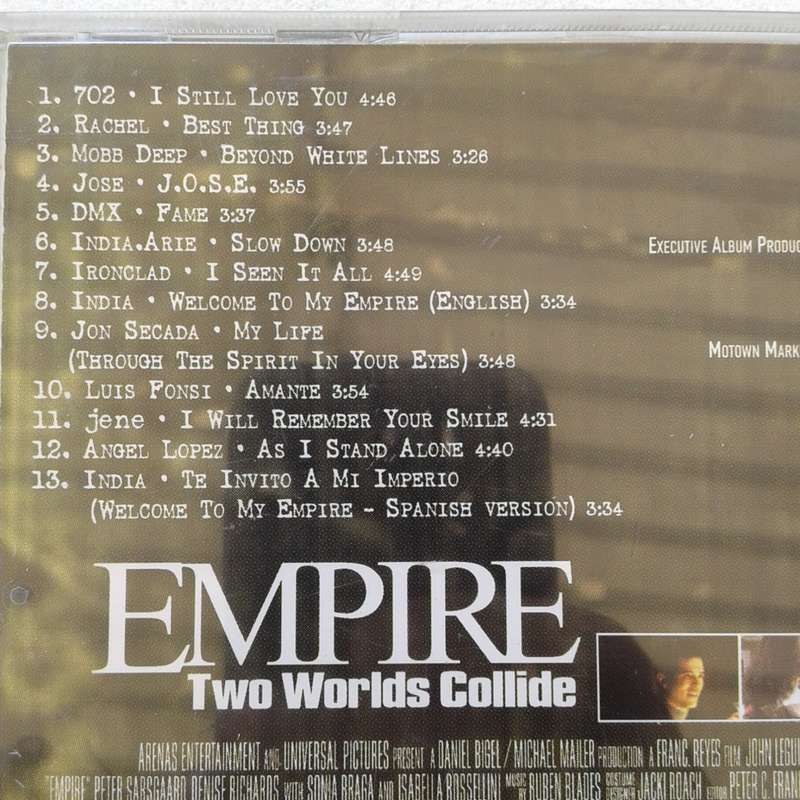 1. 702 • I Still Love You 4:46
2. Rachel • Best Thing 3:47
3. Mobb Deep • Beyond White Lines 3:26
4. Jose • J.O.S.E. 3:55
5. DMX • Fame 3:37
6. India.Arie • Slow Down 3:48
Executive Album Produc
7. Ironclad • I Seen It All 4:49
8. India • Welcome To My Empire (English) 3:34
9. Jon Secada • My Life
Motown Mark
(Through The Spirit In Your Eyes) 3:48
10. Luis Fonsi • Amante 3:54
11. jene • I Will Remember Your Smile 4:31
12. Angel Lopez • As I Stand Alone 4:40
13. India • Te Invito A Mi Imperio
(Welcome To My Empire – Spanish version) 3:34
EMPIRE
Two Worlds Collide
ARENAS ENTERTAINMENT AND UNIVERSAL PICTURES PRESENT A DANIEL BIGEL / MICHAEL MAILER PRODUCTION A FRANC. REYES FILM JOHN LEGUI
"EMPIRE" PETER SARSGAARD DENISE RICHARDS WITH SONIA BRAGA AND ISABELLA ROSSELLINI MUSIC BY RUBEN BLADES COSTUME DESIGNER JACKI ROACH EDITOR PETER C. FRANK